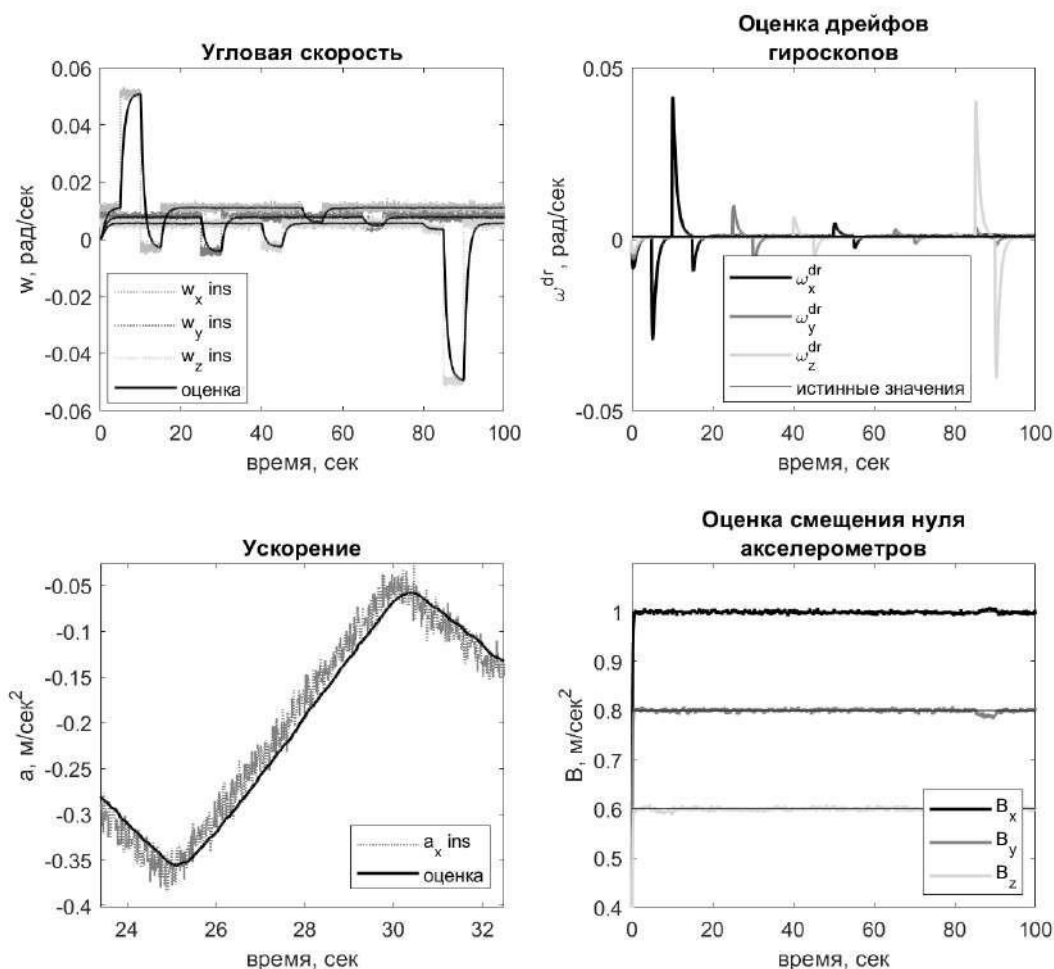 Угловая скорость
0.06
0.04
0.02
0
-0.02
-0.04
-0.06
w, рад/сек
w_x ins
w_y ins
w_z ins
оценка
0 20 40 60 80 100
время, сек
Оценка дрейфов
гироскопов
0.05
0
-0.05
ω^dr, рад/сек
ω_x^dr
ω_y^dr
ω_z^dr
истинные значения
0 20 40 60 80 100
время, сек
Ускорение
-0.05
-0.1
-0.15
-0.2
-0.25
-0.3
-0.35
-0.4
a, м/сек²
a_x ins
оценка
24 26 28 30 32
время, сек
Оценка смещения нуля
акселерометров
1
0.9
0.8
0.7
0.6
0.5
0.4
B, м/сек²
B_x
B_y
B_z
0 20 40 60 80 100
время, сек